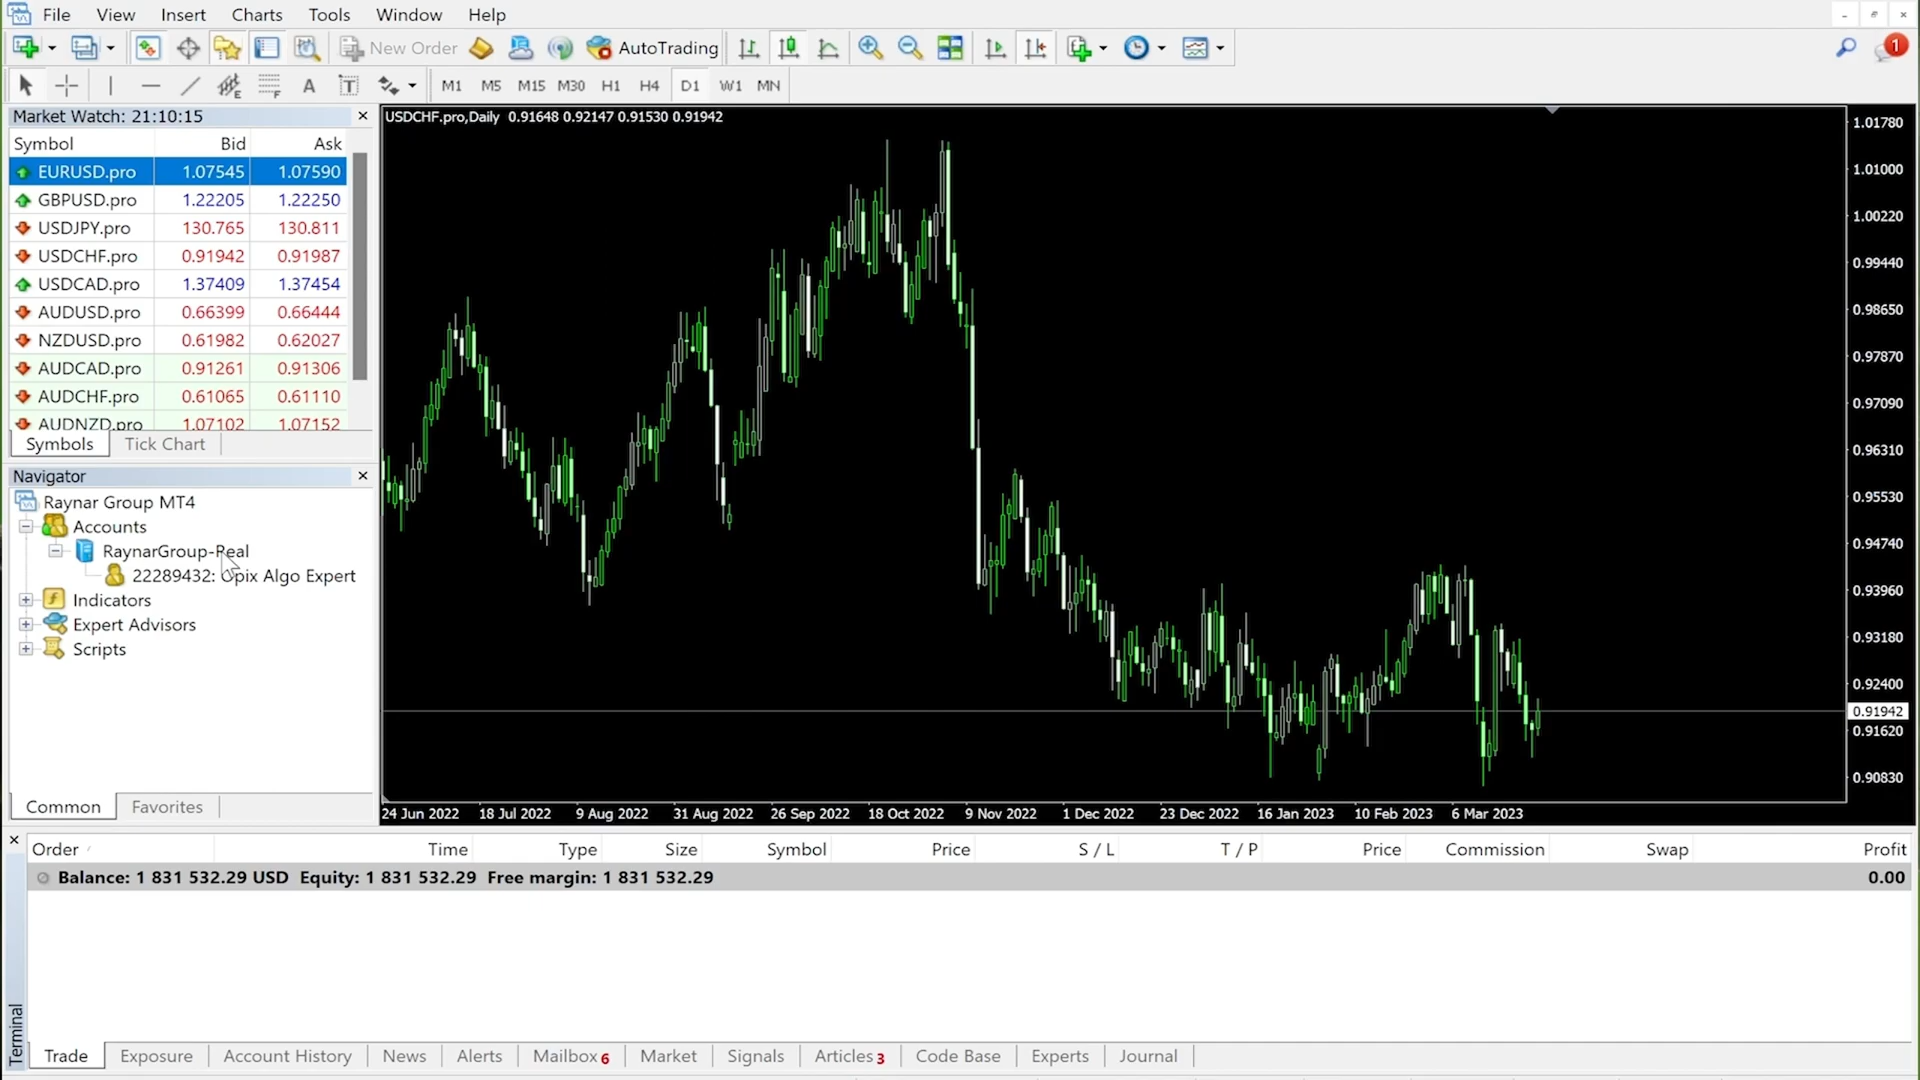 File View Insert Charts Tools Window Help
New Order AutoTrading 1
E F A T M1 M5 M15 M30 H1 H4 D1 W1 MN
Market Watch: 21:10:15
Symbol Bid Ask
EURUSD.pro 1.07545 1.07590
GBPUSD.pro 1.22205 1.22250
USDJPY.pro 130.765 130.811
USDCHF.pro 0.91942 0.91987
USDCAD.pro 1.37409 1.37454
AUDUSD.pro 0.66399 0.66444
NZDUSD.pro 0.61982 0.62027
AUDCAD.pro 0.91261 0.91306
AUDCHF.pro 0.61065 0.61110
AUDNZD.pro 1.07102 1.07152
Symbols Tick Chart
Navigator
Raynar Group MT4
Accounts
RaynarGroup-Real
22289432: Opix Algo Expert
Indicators
Expert Advisors
Scripts
Common Favorites
USDCHF.pro,Daily 0.91648 0.92147 0.91530 0.91942
1.01780
1.01000
1.00220
0.99440
0.98650
0.97870
0.97090
0.96310
0.95530
0.94740
0.93960
0.93180
0.92400
0.91942
0.91620
0.90830
24 Jun 2022 18 Jul 2022 9 Aug 2022 31 Aug 2022 26 Sep 2022 18 Oct 2022 9 Nov 2022 1 Dec 2022 23 Dec 2022 16 Jan 2023 10 Feb 2023 6 Mar 2023
Order Time Type Size Symbol Price S / L T / P Price Commission Swap Profit
Balance: 1 831 532.29 USD Equity: 1 831 532.29 Free margin: 1 831 532.29 0.00
Terminal
Trade Exposure Account History News Alerts Mailbox 6 Market Signals Articles 3 Code Base Experts Journal